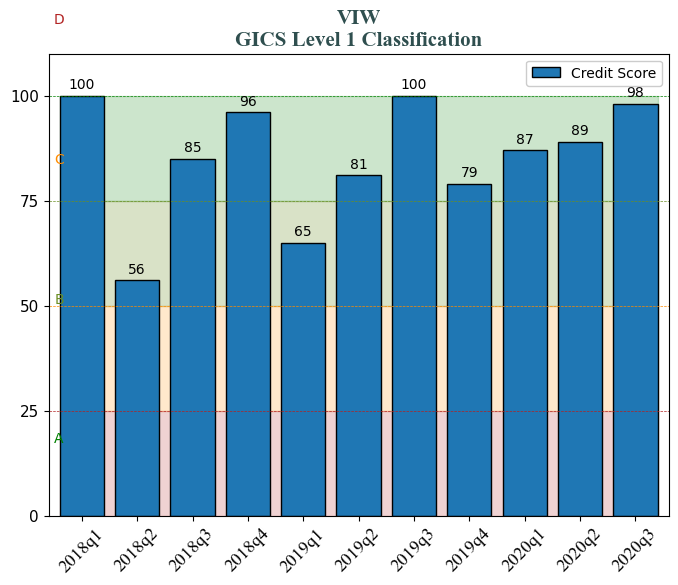 D
VIW
GICS Level 1 Classification
Credit Score
100
100
56
85
96
65
81
100
79
87
89
98
C
75
B
50
25
A
0
2018q1
2018q2
2018q3
2018q4
2019q1
2019q2
2019q3
2019q4
2020q1
2020q2
2020q3